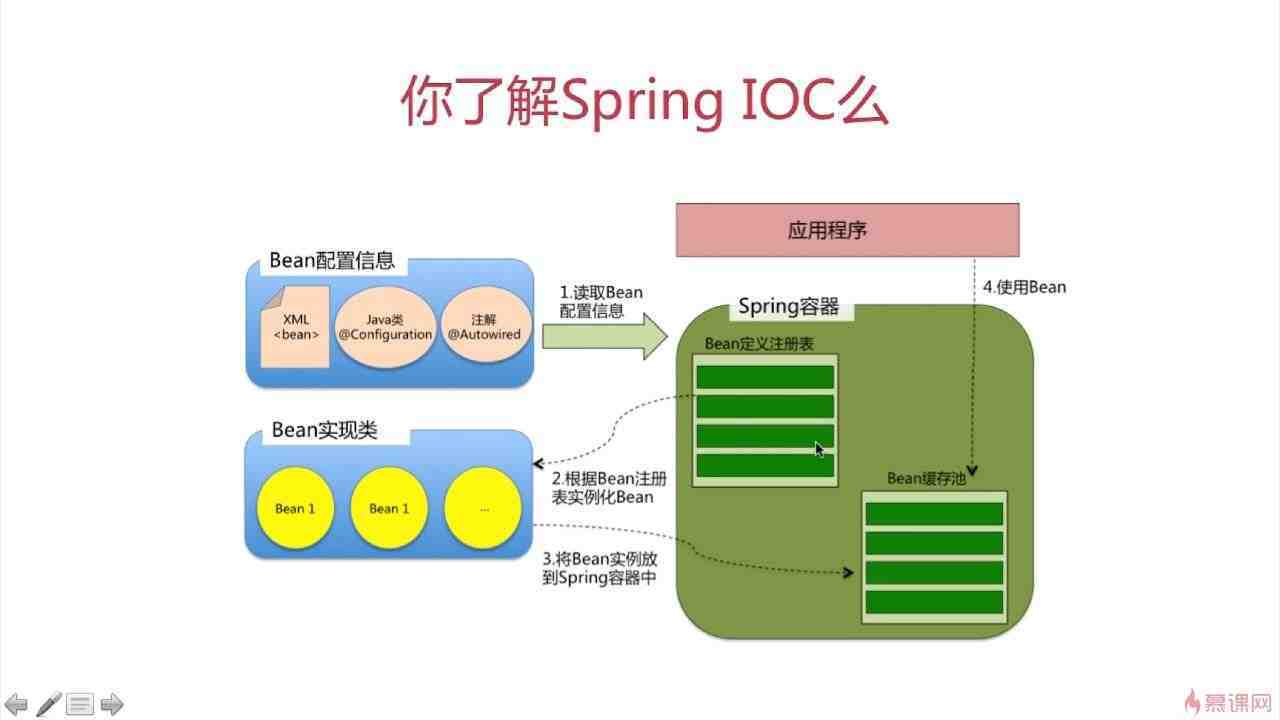 你了解Spring IOC么
应用程序
Bean配置信息
XML
<bean>
Java类
@Configuration
注解
@Autowired
1.读取Bean
配置信息
4.使用Bean
Spring容器
Bean定义注册表
Bean实现类
Bean 1
Bean 1
...
2.根据Bean注册
表实例化Bean
Bean缓存池
3.将Bean实例放
到Spring容器中
慕课网